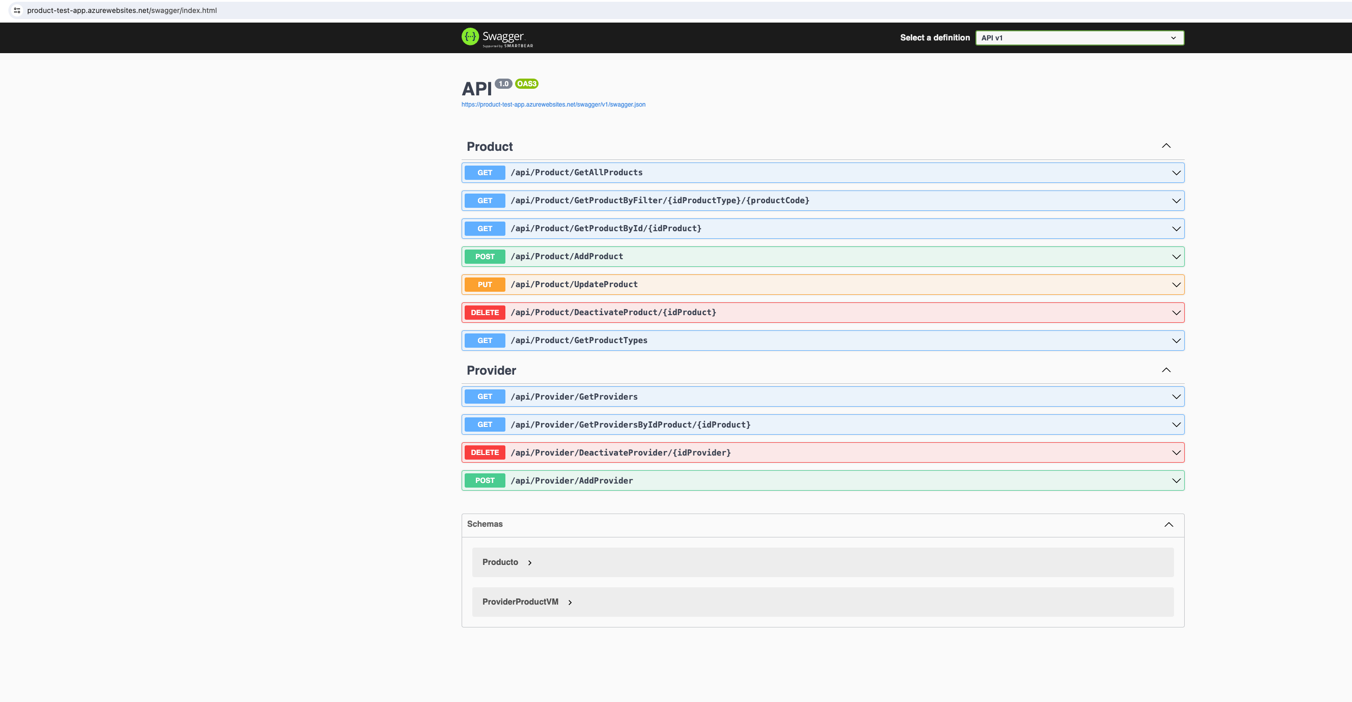 product-test-app.azurewebsites.net/swagger/index.html
Swagger
Supported by SMARTBEAR
Select a definition
API v1
API 1.0 OAS3
https://product-test-app.azurewebsites.net/swagger/v1/swagger.json
Product
GET /api/Product/GetAllProducts
GET /api/Product/GetProductByFilter/{idProductType}/{productCode}
GET /api/Product/GetProductById/{idProduct}
POST /api/Product/AddProduct
PUT /api/Product/UpdateProduct
DELETE /api/Product/DeactivateProduct/{idProduct}
GET /api/Product/GetProductTypes
Provider
GET /api/Provider/GetProviders
GET /api/Provider/GetProvidersByIdProduct/{idProduct}
DELETE /api/Provider/DeactivateProvider/{idProvider}
POST /api/Provider/AddProvider
Schemas
Producto
ProviderProductVM